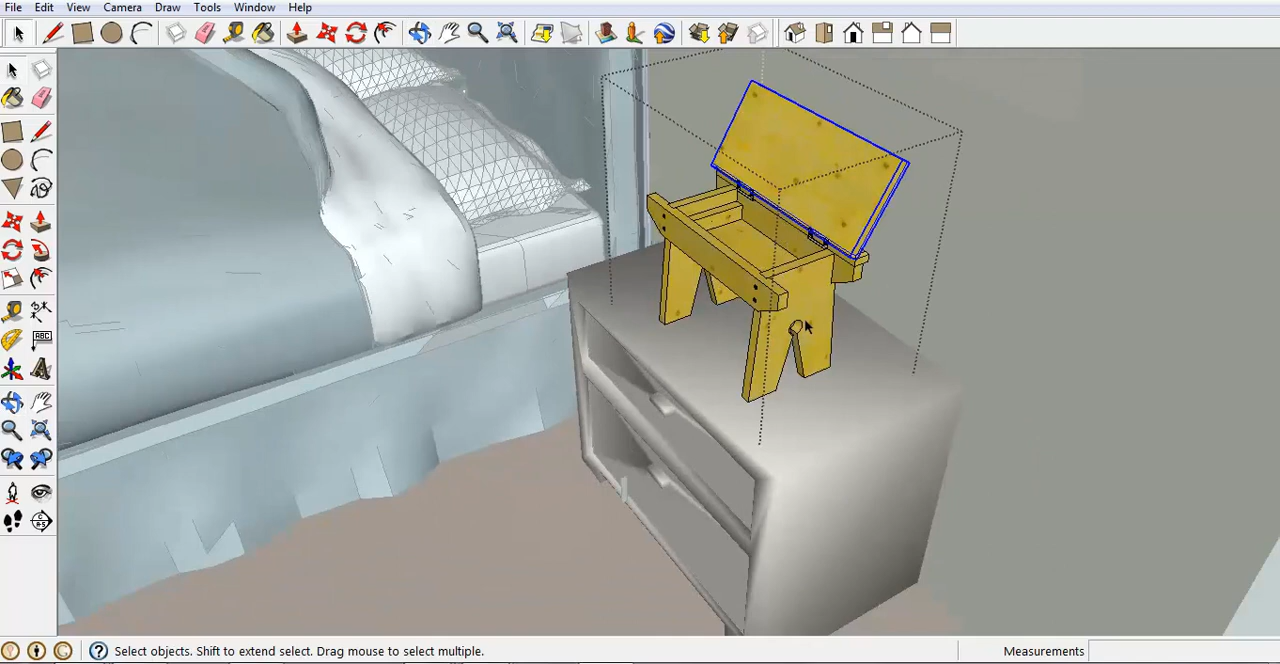 File Edit View Camera Draw Tools Window Help
ABC
A
Select objects. Shift to extend select. Drag mouse to select multiple. Measurements